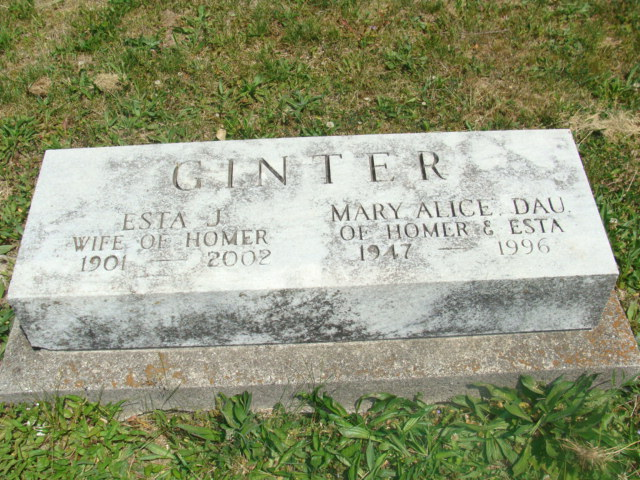 GINTER
ESTA J.
WIFE OF HOMER
1901 — 2002
MARY ALICE, DAU.
OF HOMER & ESTA
1947 — 1996